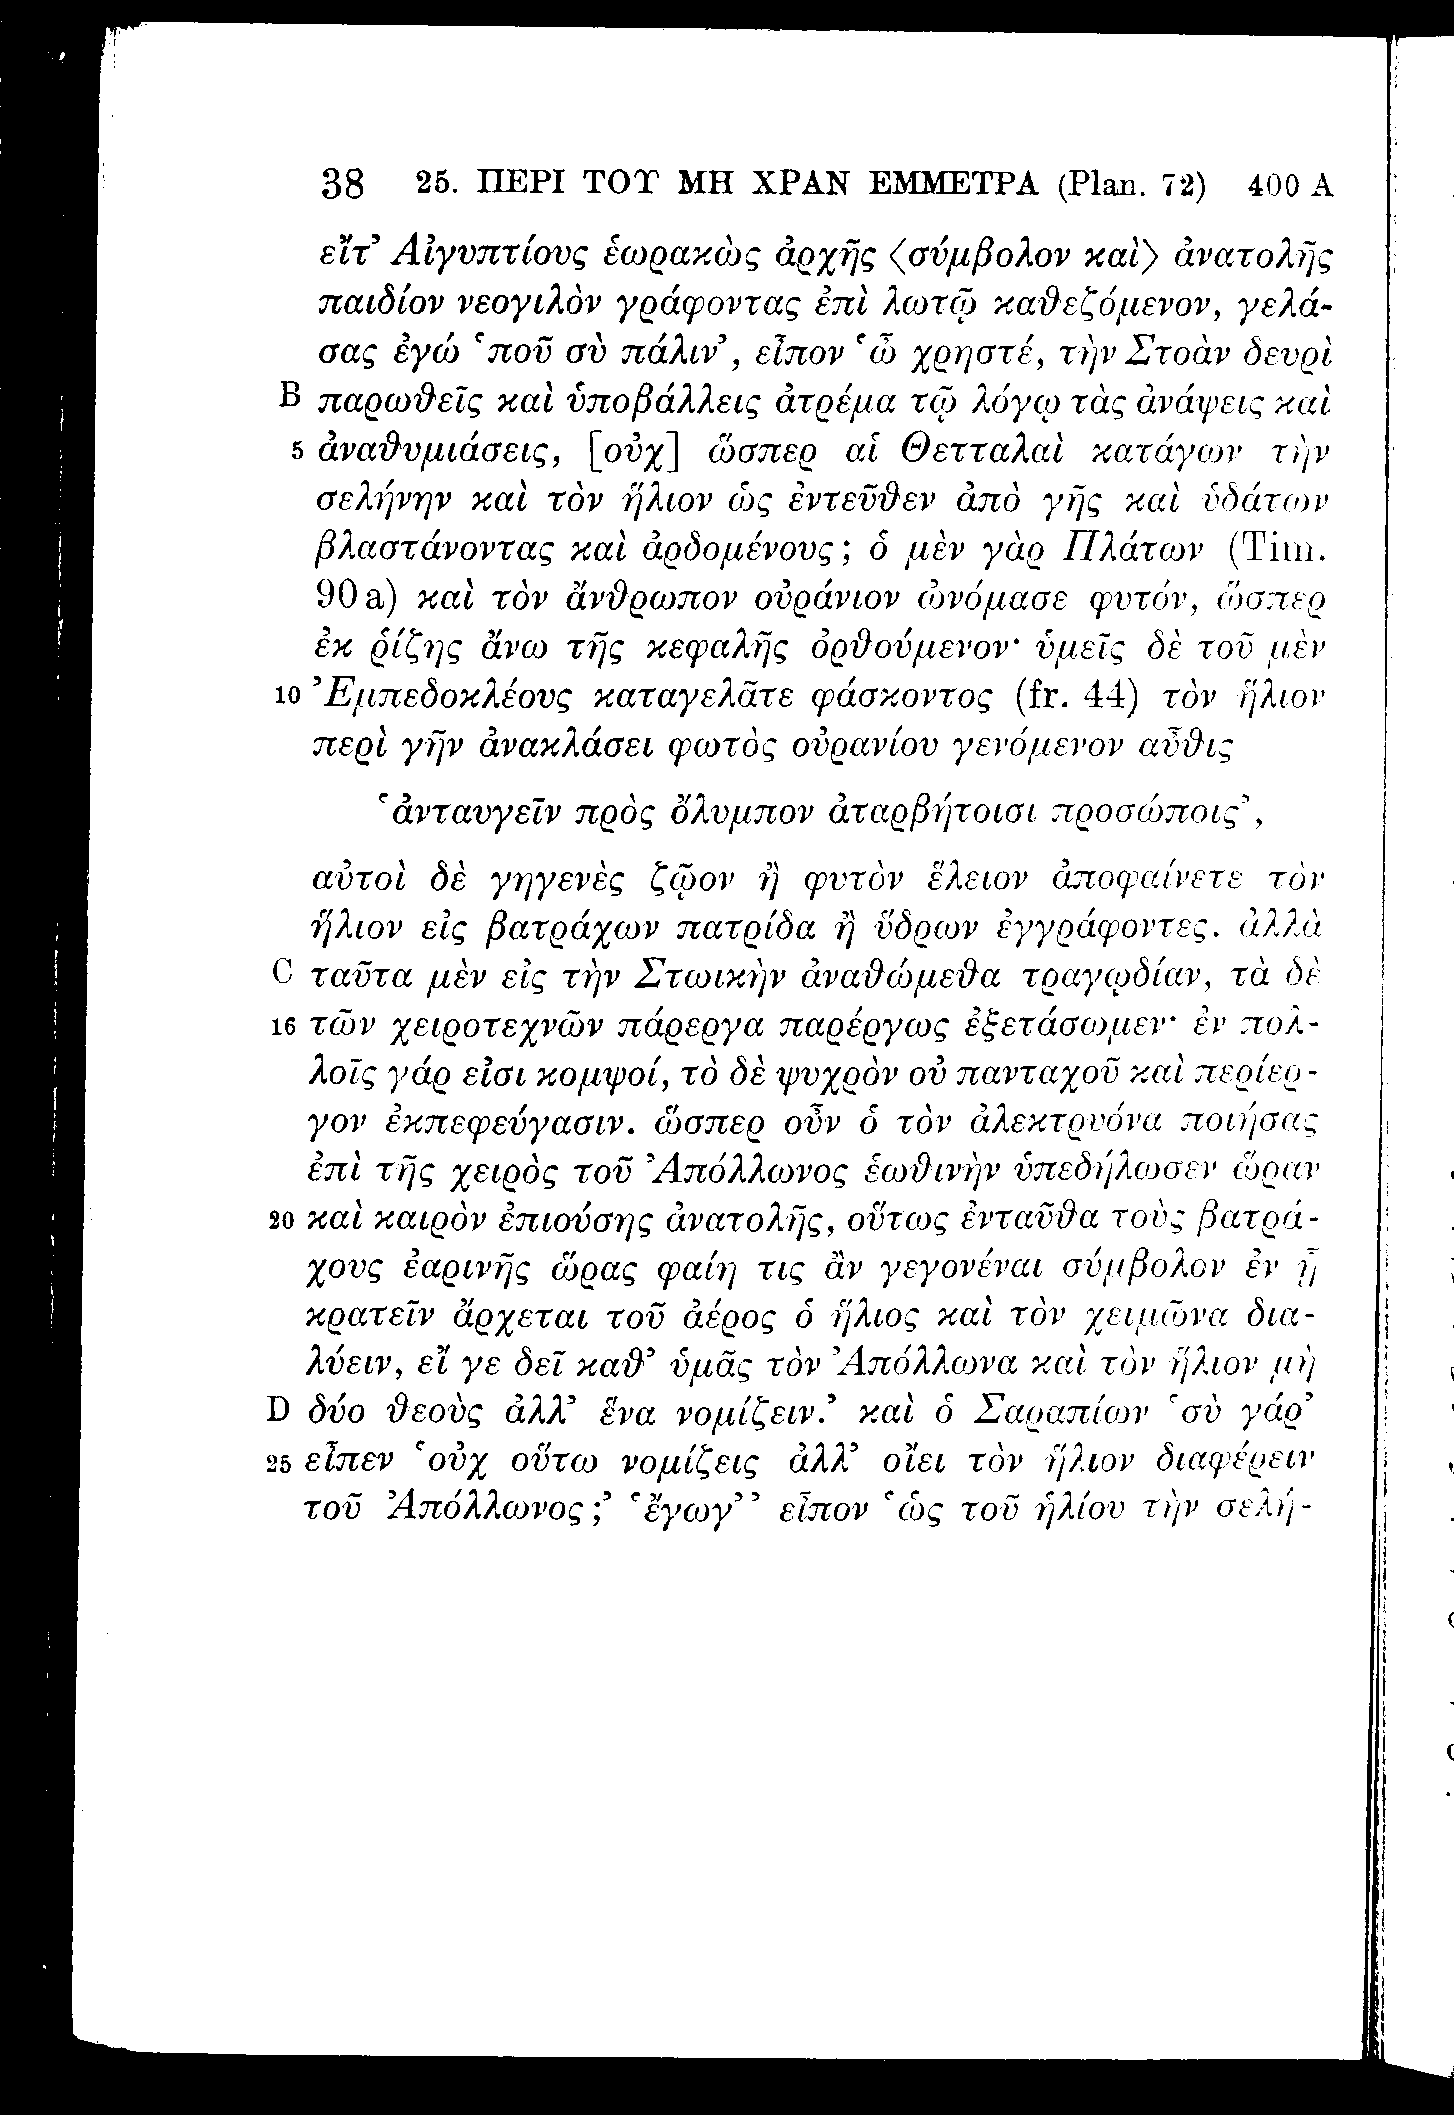 38 25. ΠΕΡΙ ΤΟΥ ΜΗ ΧΡΑΝ ΕΜΜΕΤΡΑ (Plan. 72) 400 A
εἴτ’ Αἰγυπτίους ἑωρακὼς ἀρχῆς ⟨σύμβολον καὶ⟩ ἀνατολῆς
παιδίον νεογιλὸν γράφοντας ἐπὶ λωτῷ καθεζόμενον, γελά-
σας ἐγώ ‘ποῦ σὺ πάλιν’, εἶπον ‘ὦ χρηστέ, τὴν Στοὰν δευρὶ
B παρωθεῖς καὶ ὑποβάλλεις ἀτρέμα τῷ λόγῳ τὰς ἀνάψεις καὶ
5 ἀναθυμιάσεις, [οὐχ] ὥσπερ αἱ Θετταλαὶ κατάγων τὴν
σελήνην καὶ τὸν ἥλιον ὡς ἐντεῦθεν ἀπὸ γῆς καὶ ὑδάτων
βλαστάνοντας καὶ ἀρδομένους; ὁ μὲν γὰρ Πλάτων (Tim.
90 a) καὶ τὸν ἄνθρωπον οὐράνιον ὠνόμασε φυτόν, ὥσπερ
ἐκ ῥίζης ἄνω τῆς κεφαλῆς ὀρθούμενον· ὑμεῖς δὲ τοῦ μὲν
10 Ἐμπεδοκλέους καταγελᾶτε φάσκοντος (fr. 44) τὸν ἥλιον
περὶ γῆν ἀνακλάσει φωτὸς οὐρανίου γενόμενον αὖθις
‘ἀνταυγεῖν πρὸς ὄλυμπον ἀταρβήτοισι προσώποις’,
αὐτοὶ δὲ γηγενὲς ζῷον ἢ φυτὸν ἕλειον ἀποφαίνετε τὸν
ἥλιον εἰς βατράχων πατρίδα ἢ ὕδρων ἐγγράφοντες. ἀλλὰ
C ταῦτα μὲν εἰς τὴν Στωικὴν ἀναθώμεθα τραγῳδίαν, τὰ δὲ
16 τῶν χειροτεχνῶν πάρεργα παρέργως ἐξετάσωμεν· ἐν πολ-
λοῖς γάρ εἰσι κομψοί, τὸ δὲ ψυχρὸν οὐ πανταχοῦ καὶ περίερ-
γον ἐκπεφεύγασιν. ὥσπερ οὖν ὁ τὸν ἀλεκτρυόνα ποιήσας
ἐπὶ τῆς χειρὸς τοῦ Ἀπόλλωνος ἑωθινὴν ὑπεδήλωσεν ὥραν
20 καὶ καιρὸν ἐπιούσης ἀνατολῆς, οὕτως ἐνταῦθα τοὺς βατρά-
χους ἐαρινῆς ὥρας φαίη τις ἂν γεγονέναι σύμβολον ἐν ᾗ
κρατεῖν ἄρχεται τοῦ ἀέρος ὁ ἥλιος καὶ τὸν χειμῶνα δια-
λύειν, εἴ γε δεῖ καθ’ ὑμᾶς τὸν Ἀπόλλωνα καὶ τὸν ἥλιον μὴ
D δύο θεοὺς ἀλλ’ ἕνα νομίζειν.’ καὶ ὁ Σαραπίων ‘σὺ γάρ’
25 εἶπεν ‘οὐχ οὕτω νομίζεις ἀλλ’ οἴει τὸν ἥλιον διαφέρειν
τοῦ Ἀπόλλωνος;’ ‘ἔγωγ’’ εἶπον ‘ὡς τοῦ ἡλίου τὴν σελή-